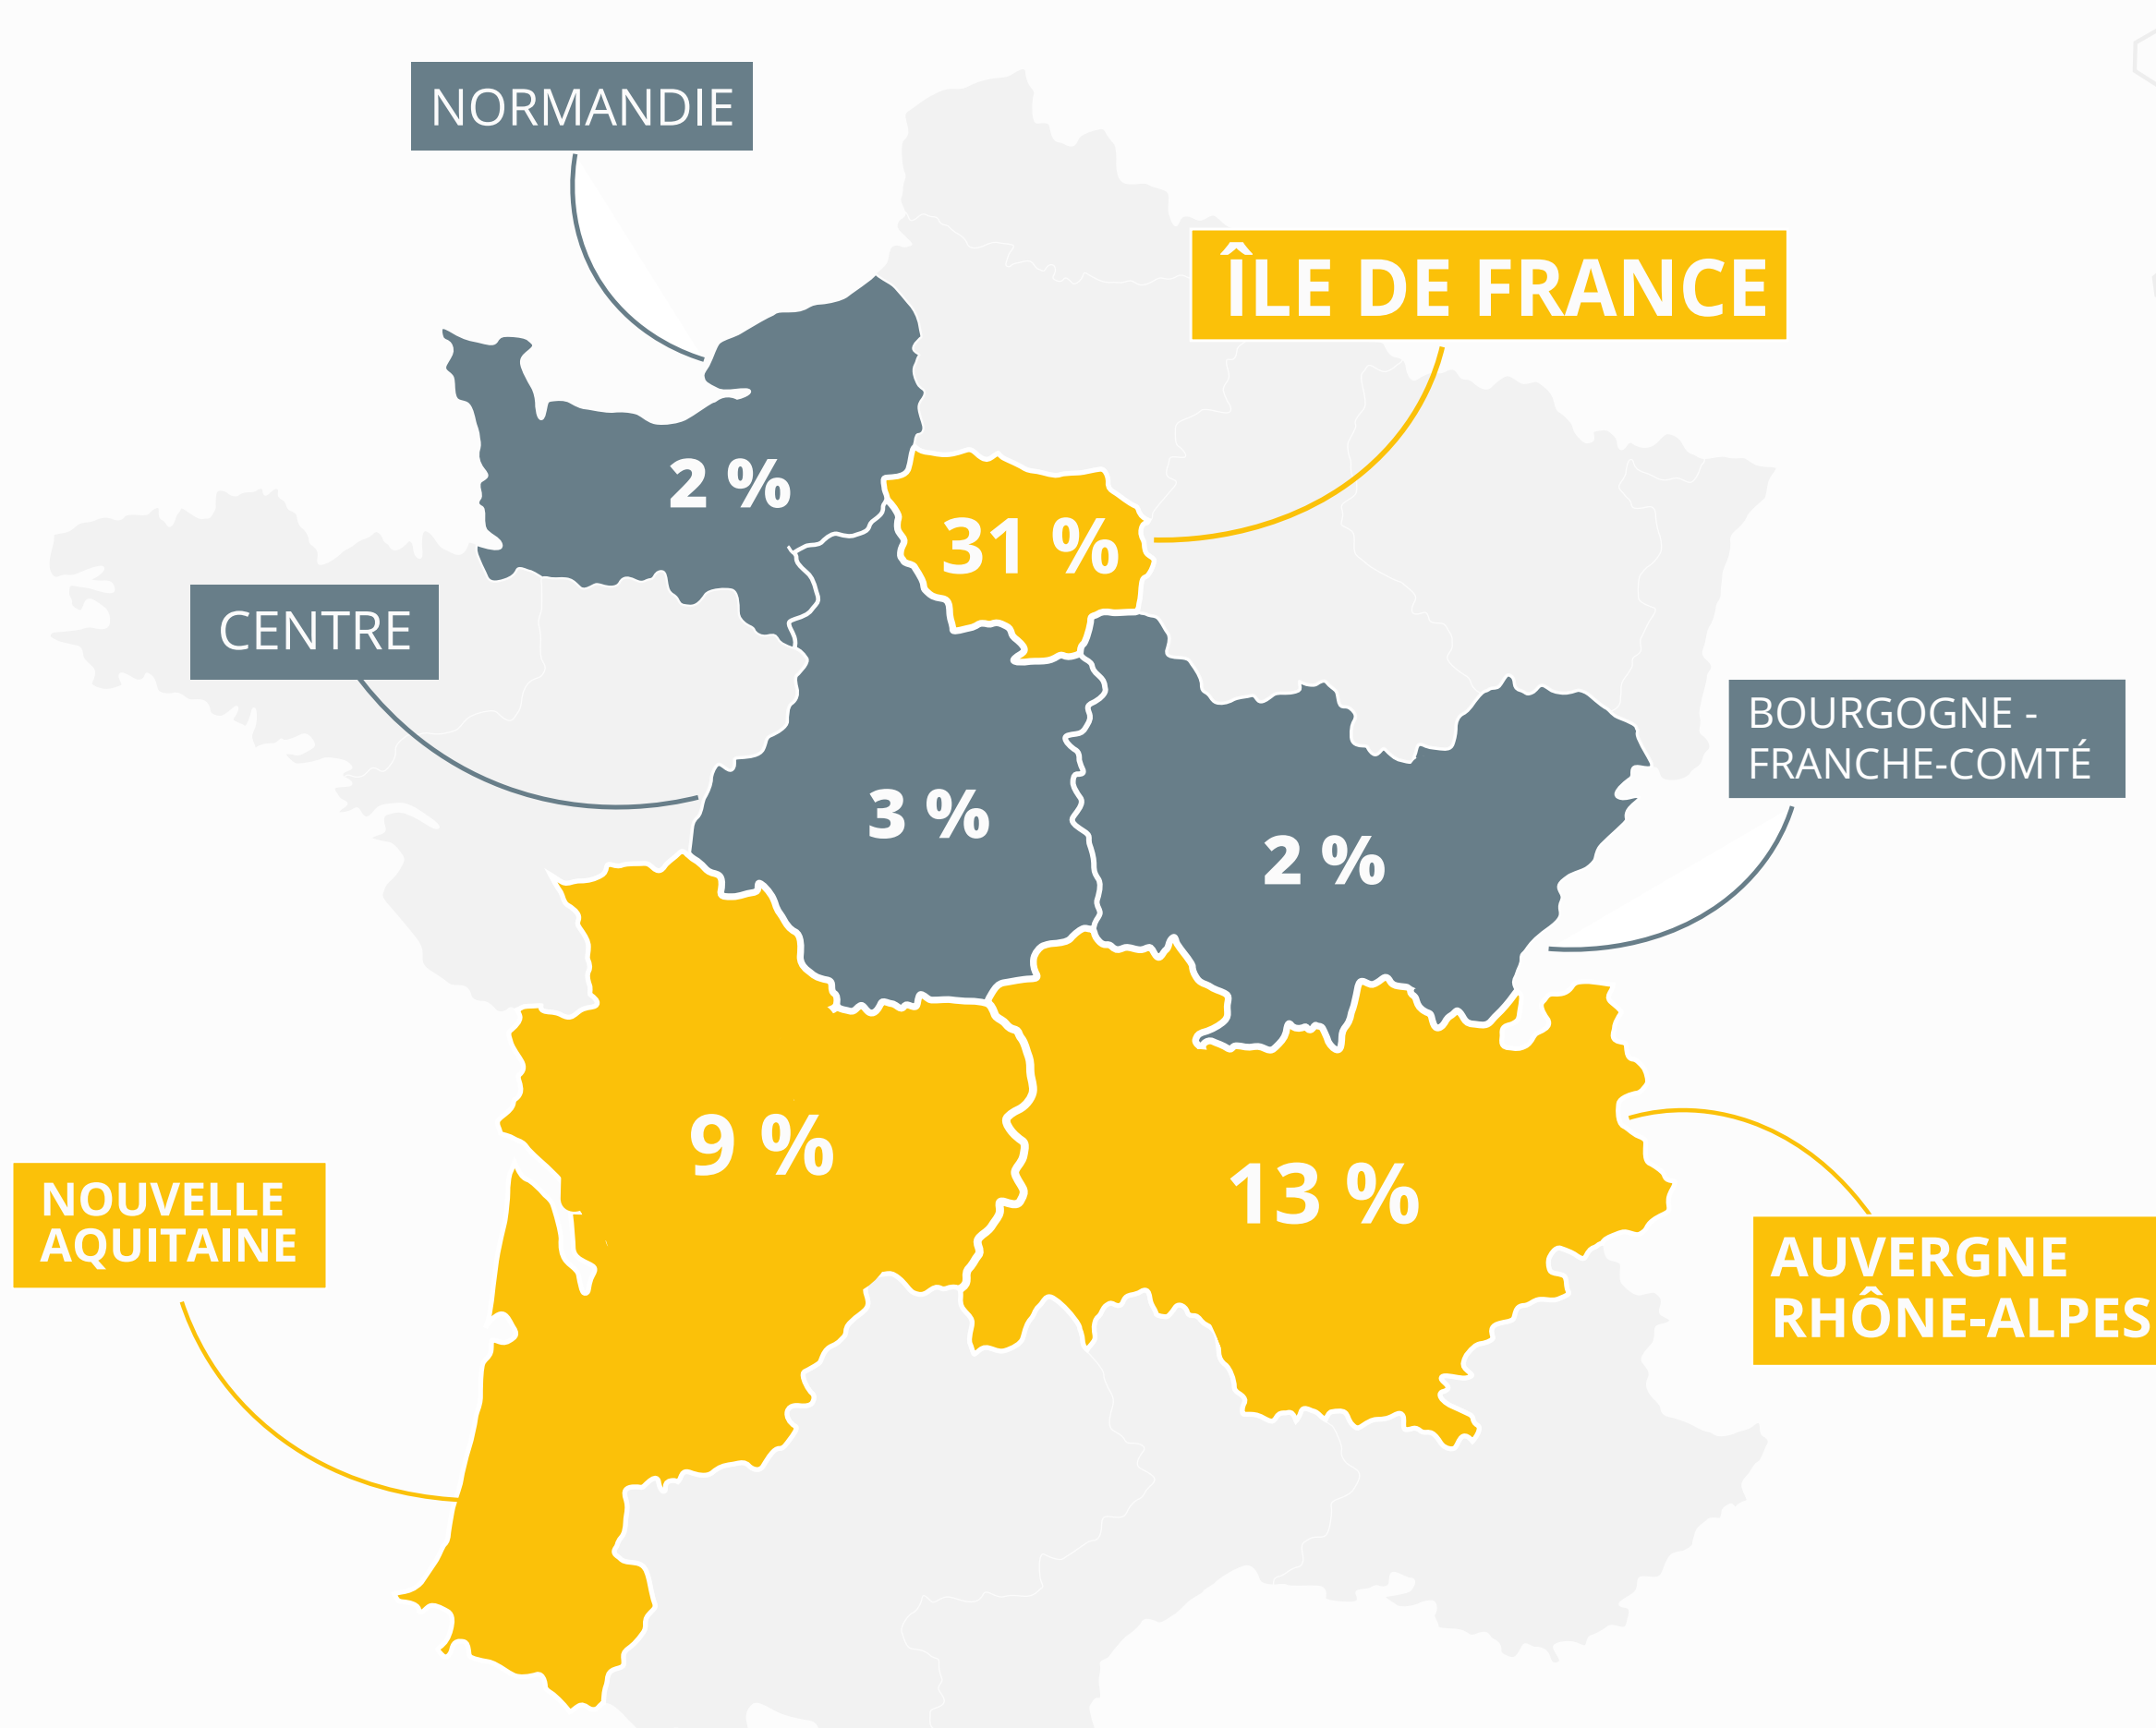 NORMANDIE
ÎLE DE FRANCE
2 %
31 %
CENTRE
BOURGOGNE -
FRANCHE-COMTÉ
3 %
2 %
9 %
13 %
NOUVELLE
AQUITAINE
AUVERGNE
RHÔNE-ALPES